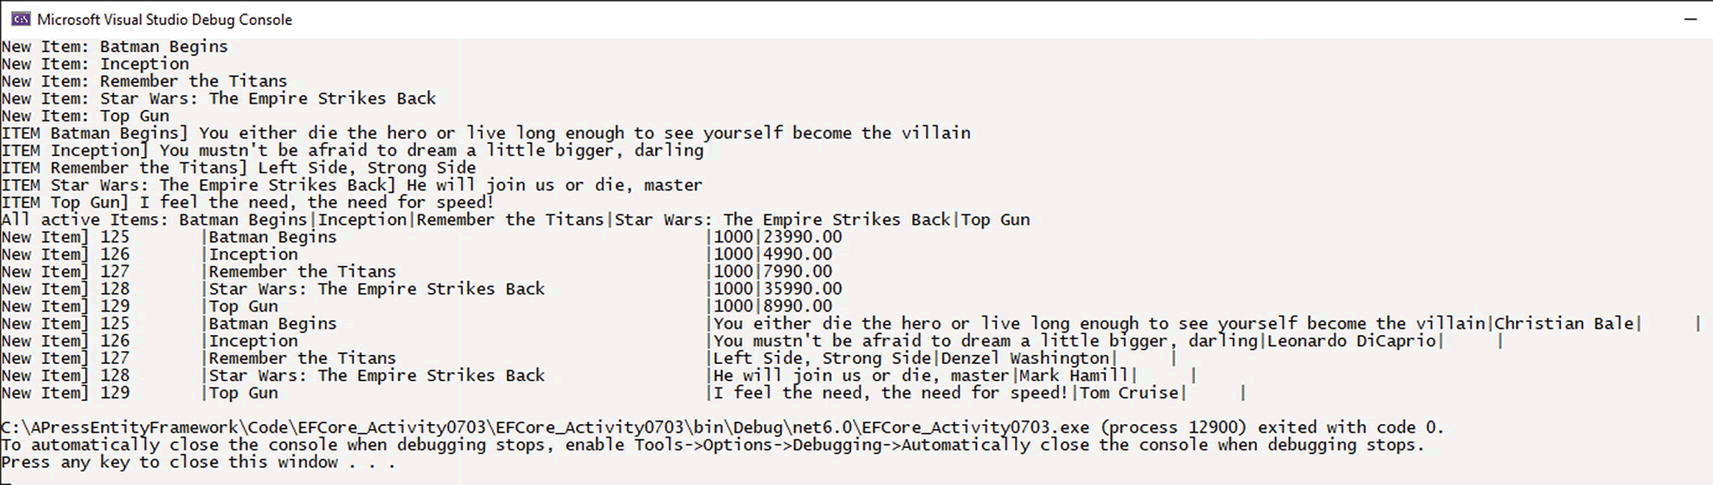 Microsoft Visual Studio Debug Console
New Item: Batman Begins
New Item: Inception
New Item: Remember the Titans
New Item: Star Wars: The Empire Strikes Back
New Item: Top Gun
ITEM Batman Begins] You either die the hero or live long enough to see yourself become the villain
ITEM Inception] You mustn't be afraid to dream a little bigger, darling
ITEM Remember the Titans] Left Side, Strong Side
ITEM Star Wars: The Empire Strikes Back] He will join us or die, master
ITEM Top Gun] I feel the need, the need for speed!
All active Items: Batman Begins|Inception|Remember the Titans|Star Wars: The Empire Strikes Back|Top Gun
New Item] 125 |Batman Begins |1000|23990.00
New Item] 126 |Inception |1000|4990.00
New Item] 127 |Remember the Titans |1000|7990.00
New Item] 128 |Star Wars: The Empire Strikes Back |1000|35990.00
New Item] 129 |Top Gun |1000|8990.00
New Item] 125 |Batman Begins |You either die the hero or live long enough to see yourself become the villain|Christian Bale| |
New Item] 126 |Inception |You mustn't be afraid to dream a little bigger, darling|Leonardo DiCaprio| |
New Item] 127 |Remember the Titans |Left Side, Strong Side|Denzel Washington| |
New Item] 128 |Star Wars: The Empire Strikes Back |He will join us or die, master|Mark Hamill| |
New Item] 129 |Top Gun |I feel the need, the need for speed!|Tom Cruise| |
C:\APressEntityFramework\Code\EFCore_Activity0703\EFCore_Activity0703\bin\Debug\net6.0\EFCore_Activity0703.exe (process 12900) exited with code 0.
To automatically close the console when debugging stops, enable Tools->Options->Debugging->Automatically close the console when debugging stops.
Press any key to close this window . . .